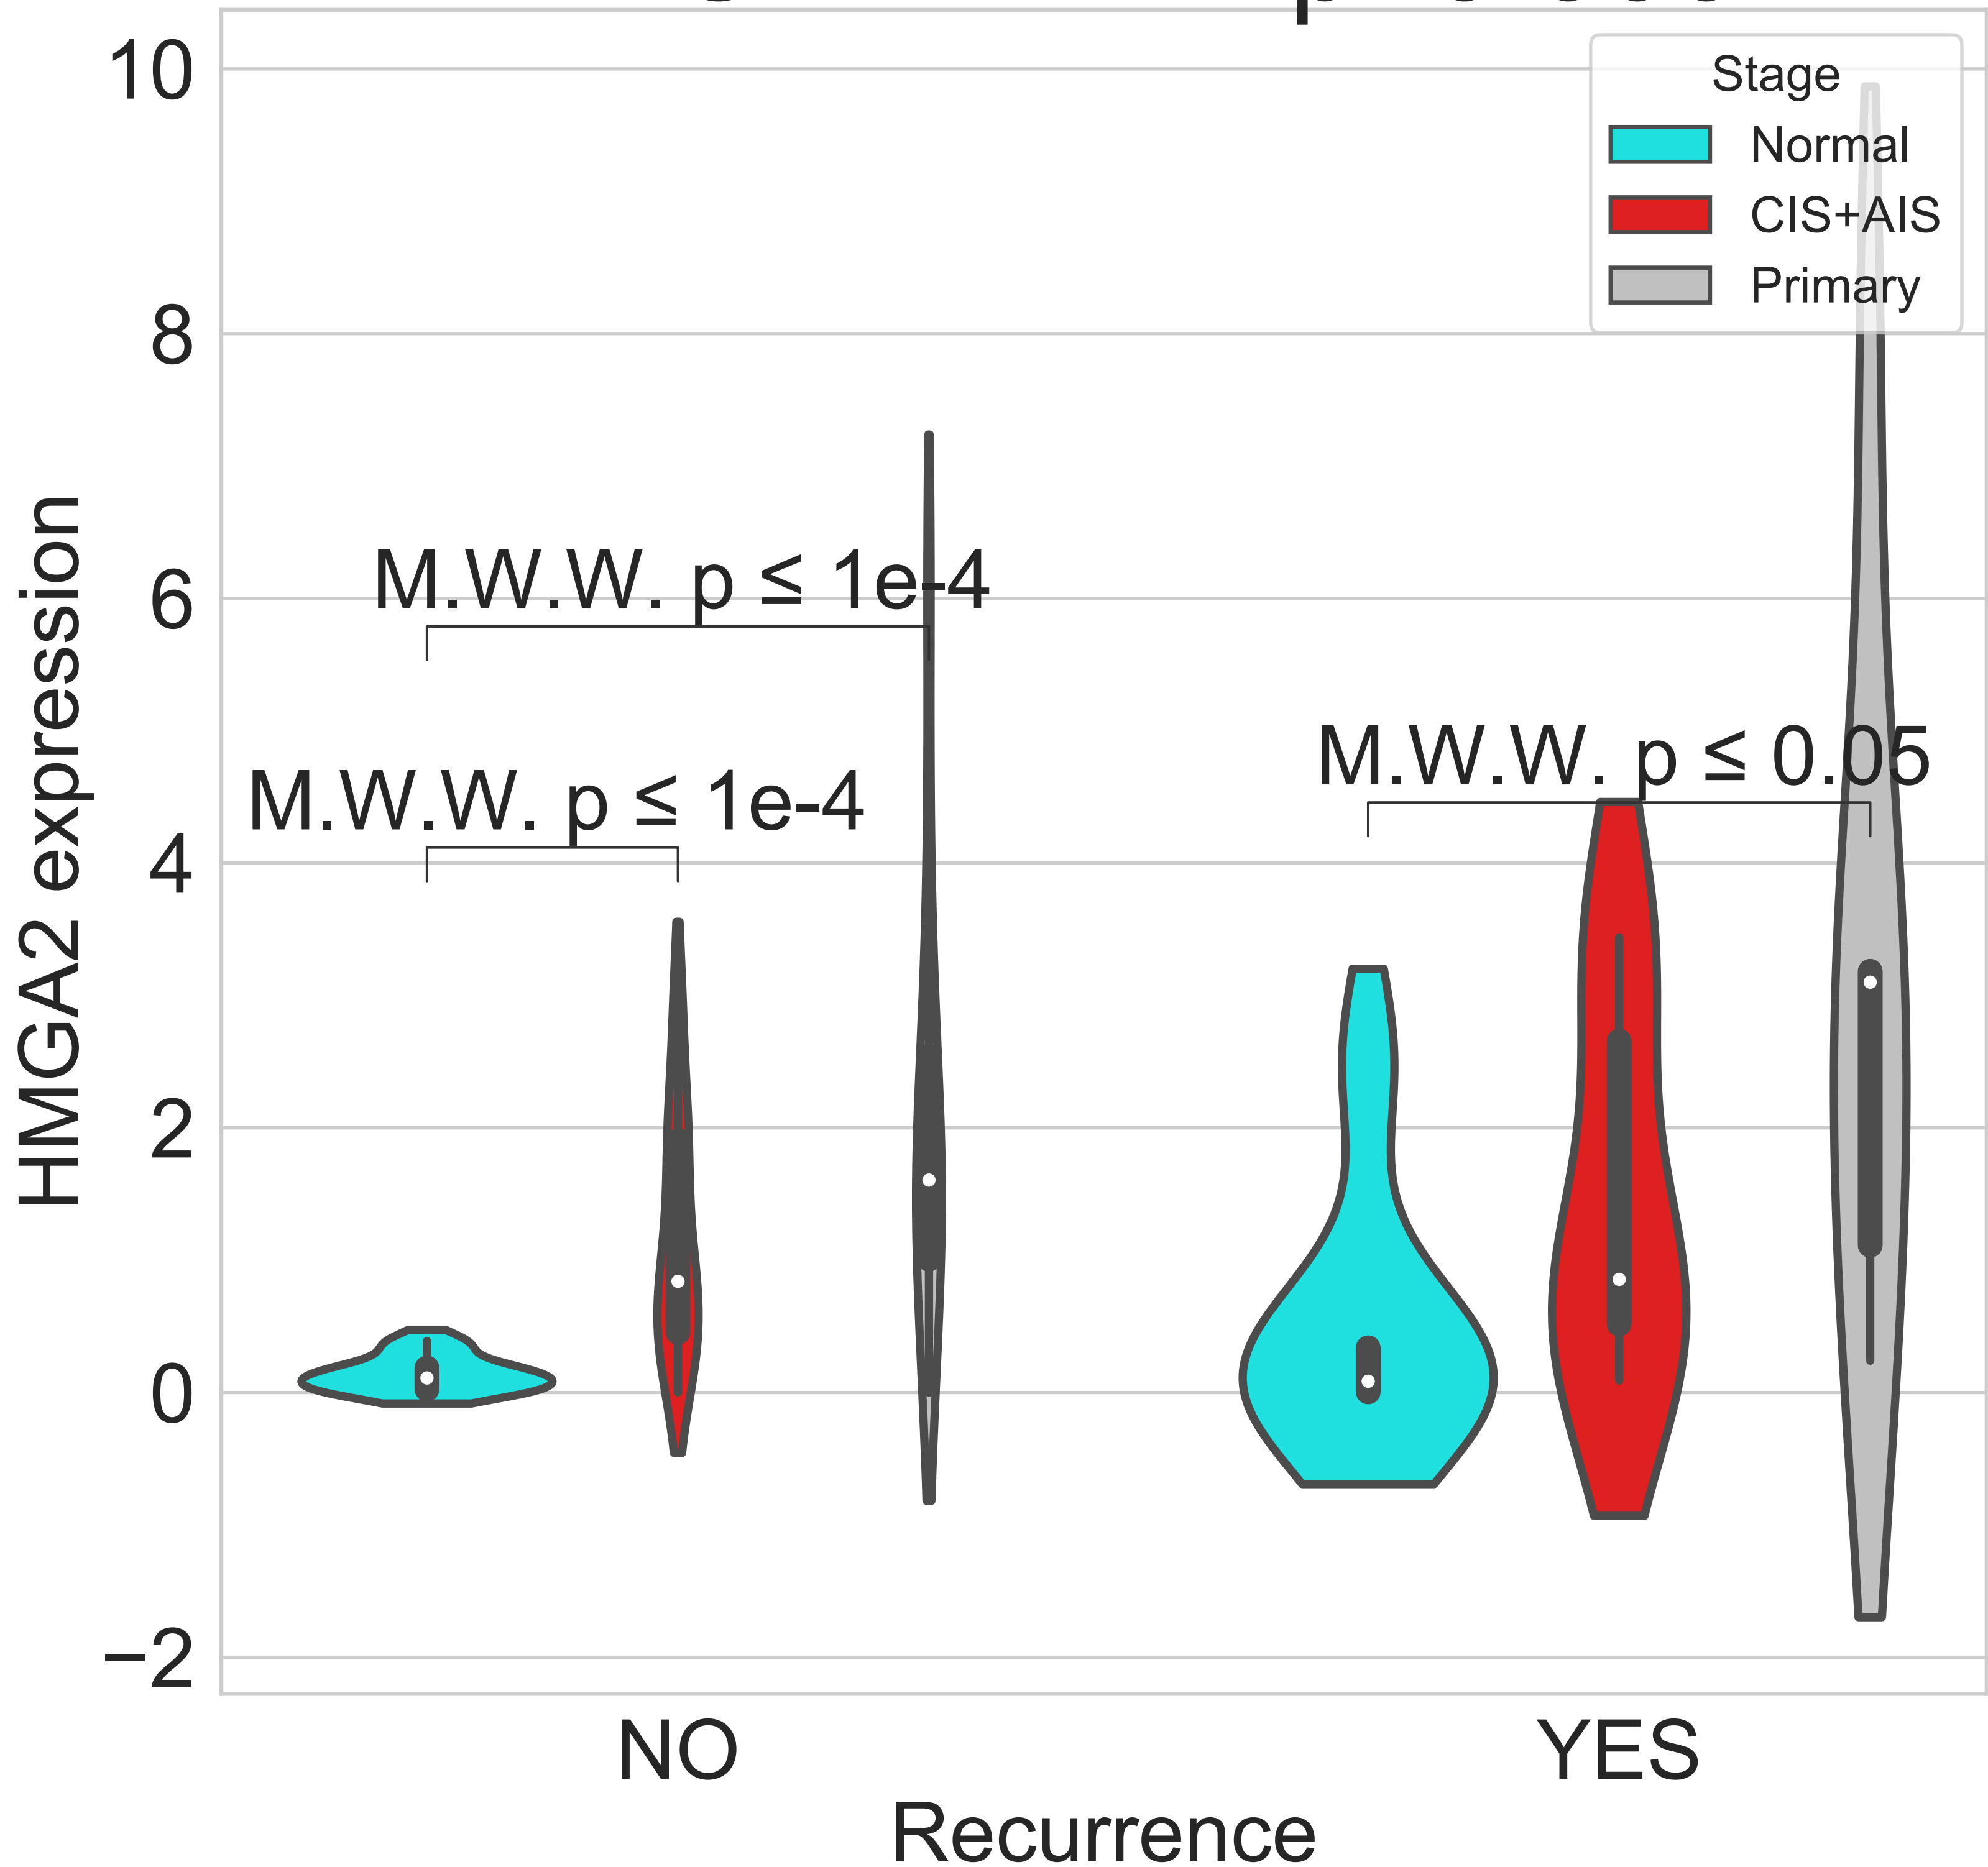 10
8
6
4
2
0
−2
HMGA2 expression
Stage
Normal
CIS+AIS
Primary
M.W.W. p ≤ 1e-4
M.W.W. p ≤ 0.05
M.W.W. p ≤ 1e-4
NO
YES
Recurrence